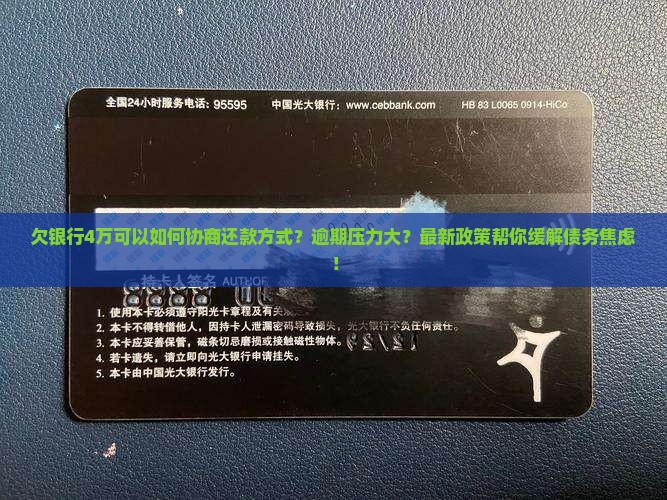 全国24小时服务电话: 95595 中国光大银行: www.cebbank.com HB 83 L0065 0914-HiCo
欠银行4万可以如何协商还款方式？逾期压力大？最新政策帮你缓解债务焦虑
！
持卡人签名 AUTHOR
1. 使用本卡必须遵守阳光卡章程及有关
2. 本卡不得转借他人，因持卡人泄漏密码导致损失，光大银行不负任何责任。
3. 本卡应妥善保管，磁条切忌磨损或接触磁性物体。
4. 若卡遗失，请立即向光大银行申请挂失。
5. 本卡由中国光大银行发行。